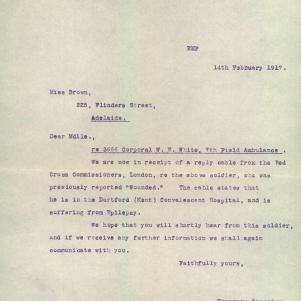 EMP
14th February 1917.
Miss Brown,
225, Flinders Street,
Adelaide.
Dear Mdlle.,
re 3656 Corporal W. E. White, 7th Field Ambulance.
We are now in receipt of a reply cable from the Red
Cross Commissioners, London, re the above soldier, who was
previously reported "Wounded." The cable states that
he is in the Dartford (Kent) Convalescent Hospital, and is
suffering from Epilepsy.
We hope that you will shortly hear from this soldier,
and if we receive any further information we shall again
communicate with you.
Faithfully yours,